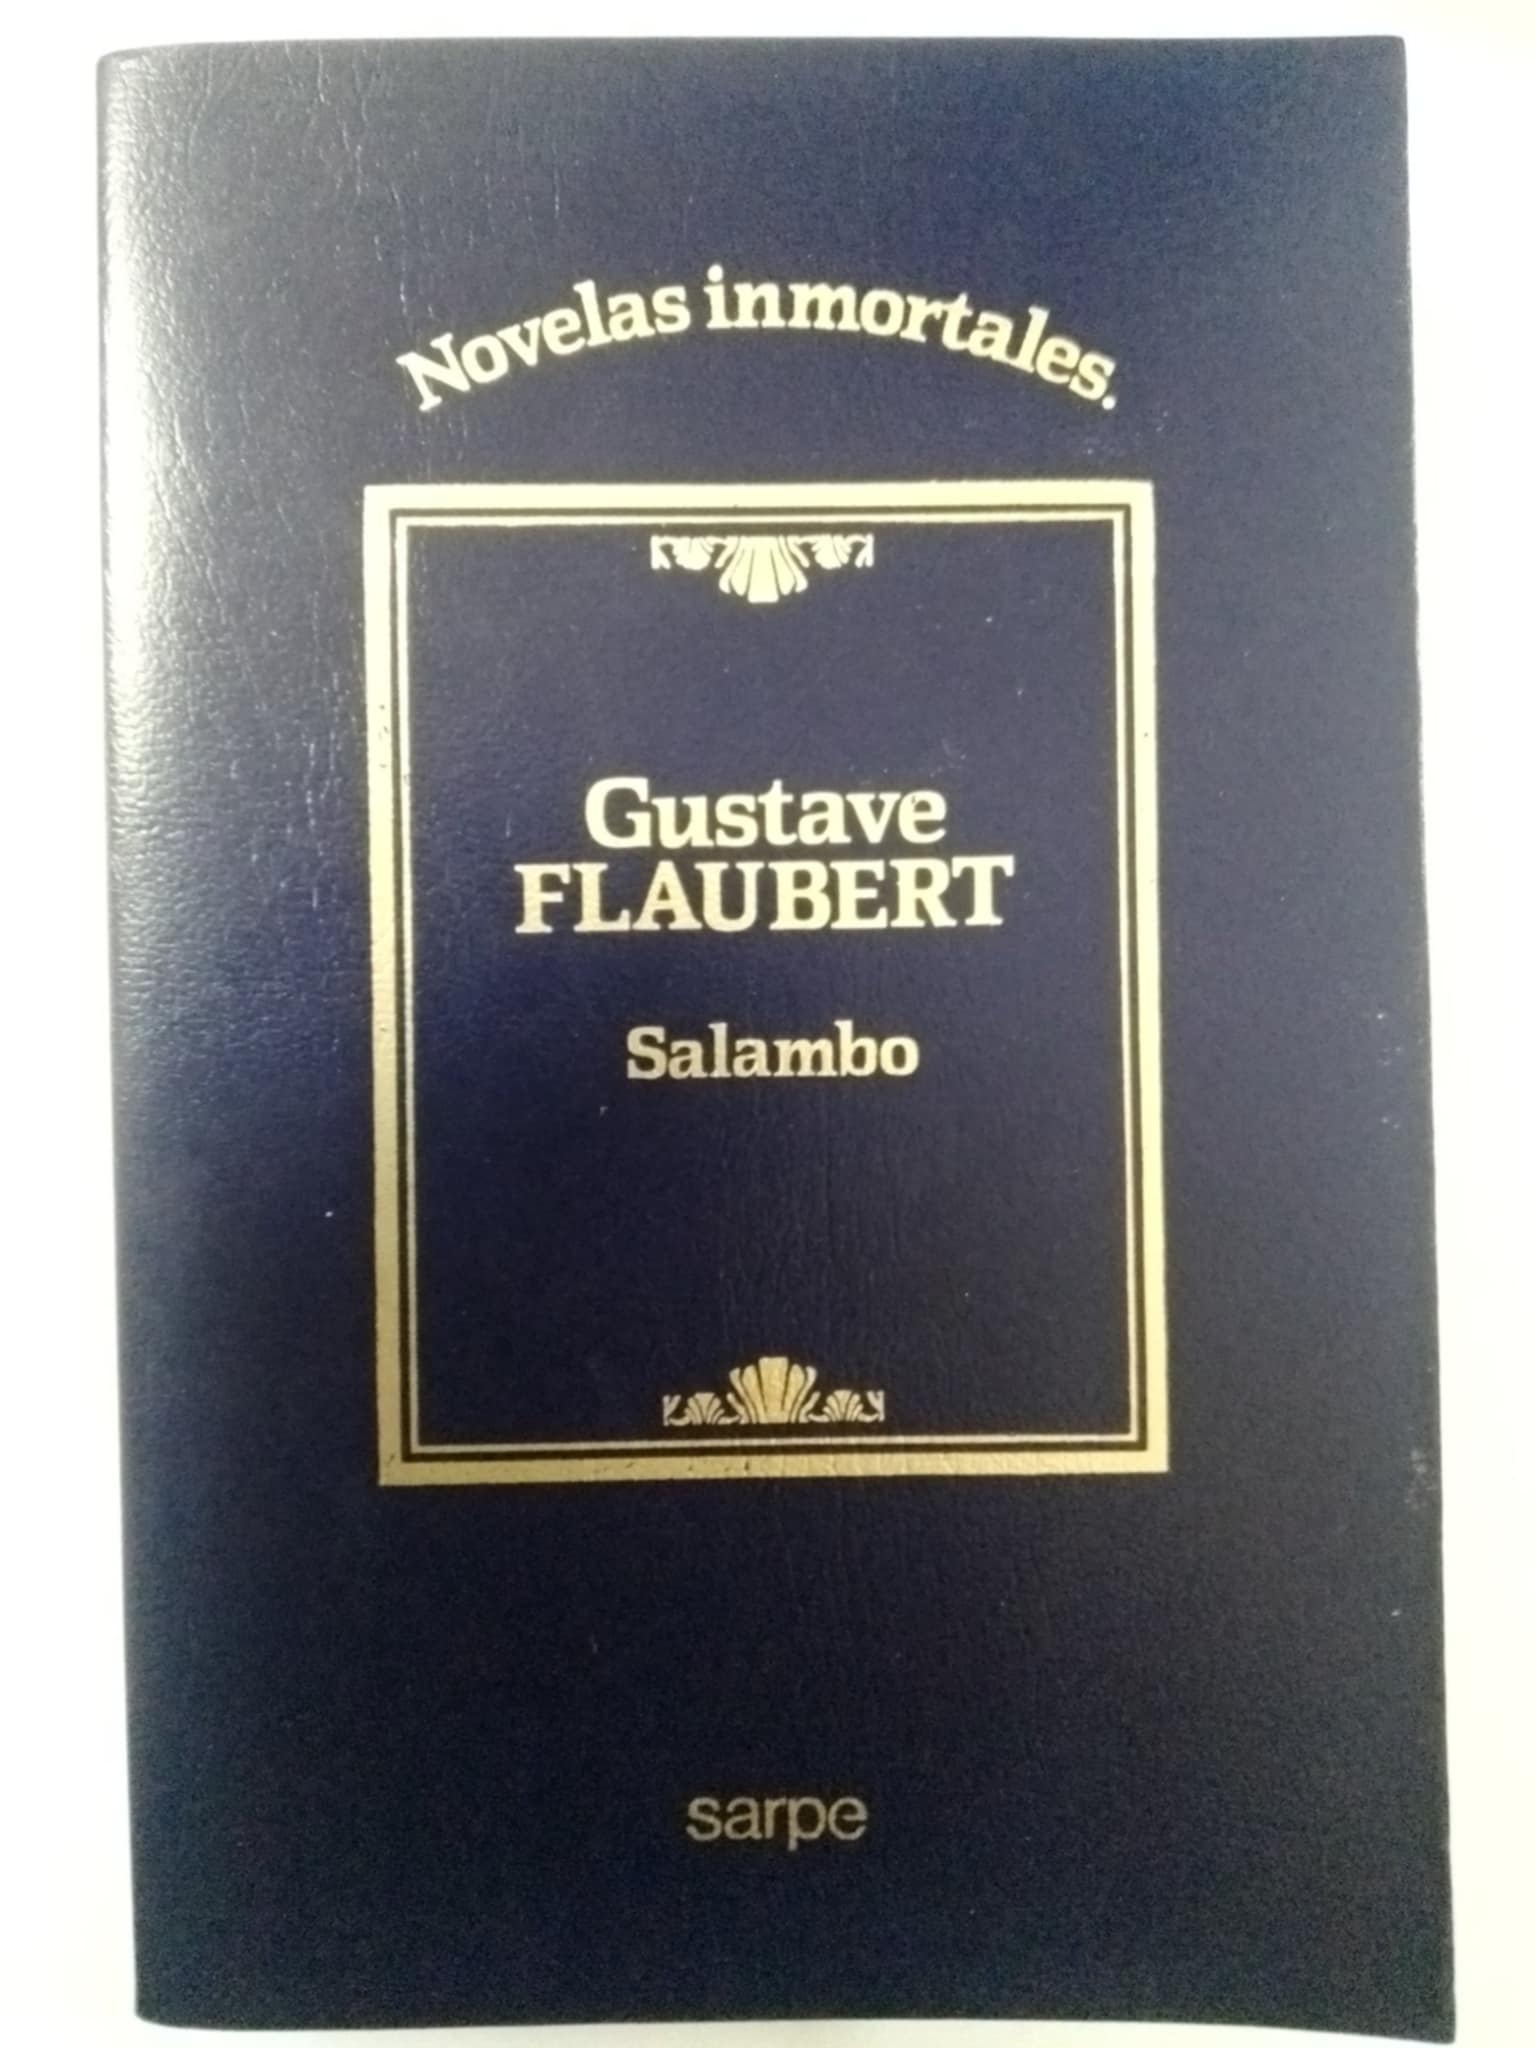 Novelas inmortales.
Gustave
FLAUBERT
Salambo
sarpe